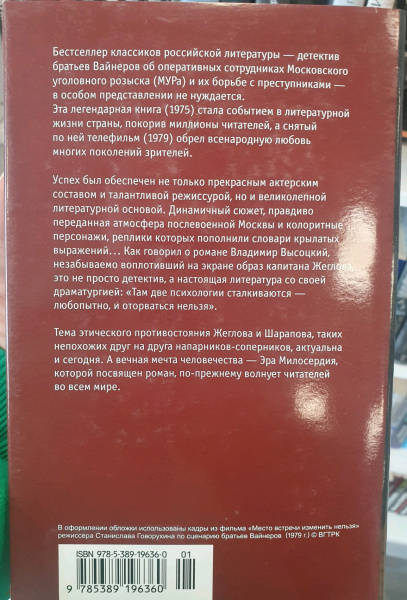 Бестселлер классиков российской литературы — детектив
братьев Вайнеров об оперативных сотрудниках Московского
уголовного розыска (МУРа) и их борьбе с преступниками —
в особом представлении не нуждается.
Эта легендарная книга (1975) стала событием в литературной
жизни страны, покорив миллионы читателей, а снятый
по ней телефильм (1979) обрел всенародную любовь
многих поколений зрителей.
Успех был обеспечен не только прекрасным актерским
составом и талантливой режиссурой, но и великолепной
литературной основой. Динамичный сюжет, правдиво
переданная атмосфера послевоенной Москвы и колоритные
персонажи, реплики которых пополнили словари крылатых
выражений... Как говорил о романе Владимир Высоцкий,
незабываемо воплотивший на экране образ капитана Жеглова,
это не просто детектив, а настоящая литература со своей
драматургией: «Там две психологии сталкиваются —
любопытно, и оторваться нельзя».
Тема этического противостояния Жеглова и Шарапова, таких
непохожих друг на друга напарников-соперников, актуальна
и сегодня. А вечная мечта человечества — Эра Милосердия,
которой посвящен роман, по-прежнему волнует читателей
во всем мире.
В оформлении обложки использованы кадры из фильма «Место встречи изменить нельзя»
режиссера Станислава Говорухина по сценарию братьев Вайнеров (1979 г.) © ВГТРК
ISBN 978-5-389-19636-0 01
9 785389 196360